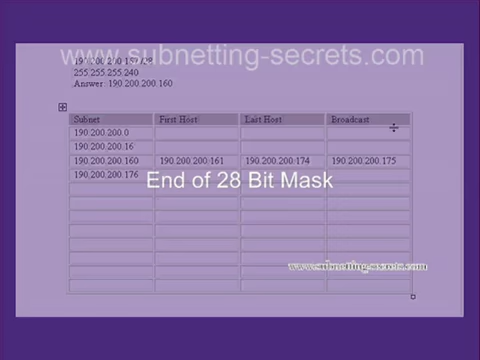 www.subnetting-secrets.com
255.255.255.240
Answer: 190.200.200.160
Subnet First Host Last Host Broadcast
190.200.200.0
190.200.200.16
190.200.200.160 190.200.200.161 190.200.200.174 190.200.200.175
190.200.200.176
End of 28 Bit Mask
www.subnetting-secrets.com